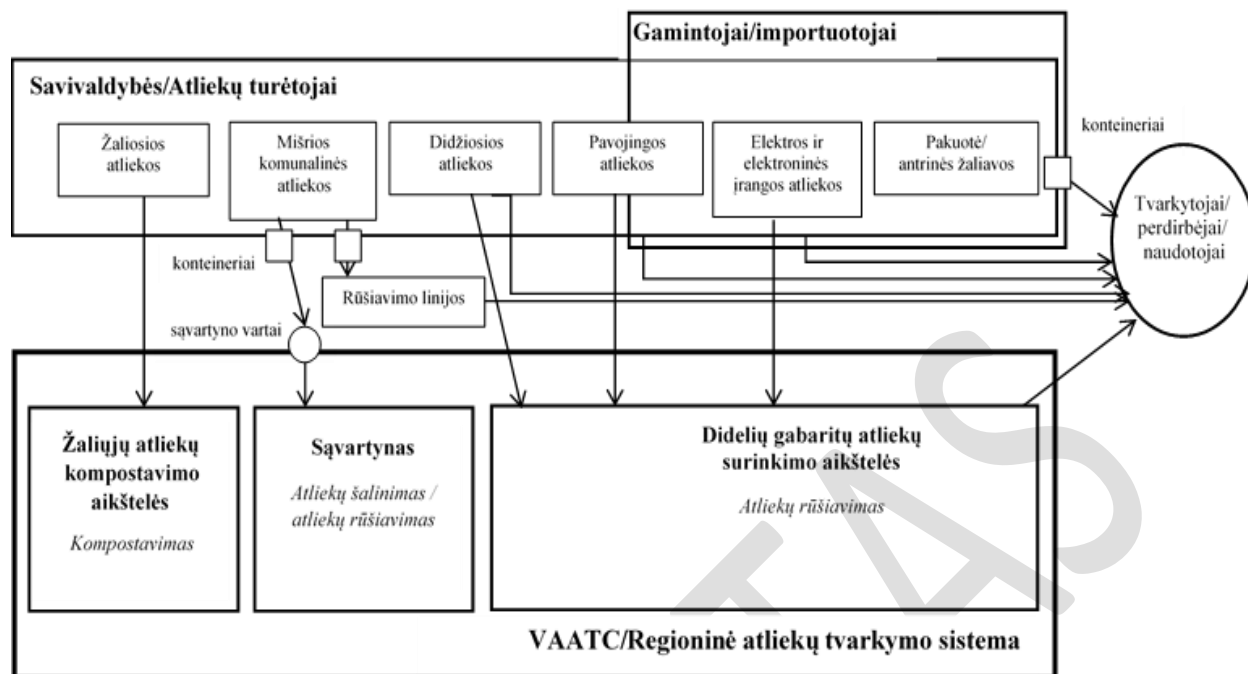 Gamintojai/importuotojai
Savivaldybės/Atliekų turėtojai
Žaliosios
atliekos
Mišrios
komunalinės
atliekos
Didžiosios
atliekos
Pavojingos
atliekos
Elektros ir
elektroninės
įrangos atliekos
Pakuotė/
antrinės žaliavos
konteineriai
Tvarkytojai/
perdirbėjai/
naudotojai
konteineriai
Rūšiavimo linijos
sąvartyno vartai
Žaliųjų atliekų
kompostavimo
aikštelės
Kompostavimas
Sąvartynas
Atliekų šalinimas /
atliekų rūšiavimas
Didelių gabaritų atliekų
surinkimo aikštelės
Atliekų rūšiavimas
VAATC/Regioninė atliekų tvarkymo sistema
TAS